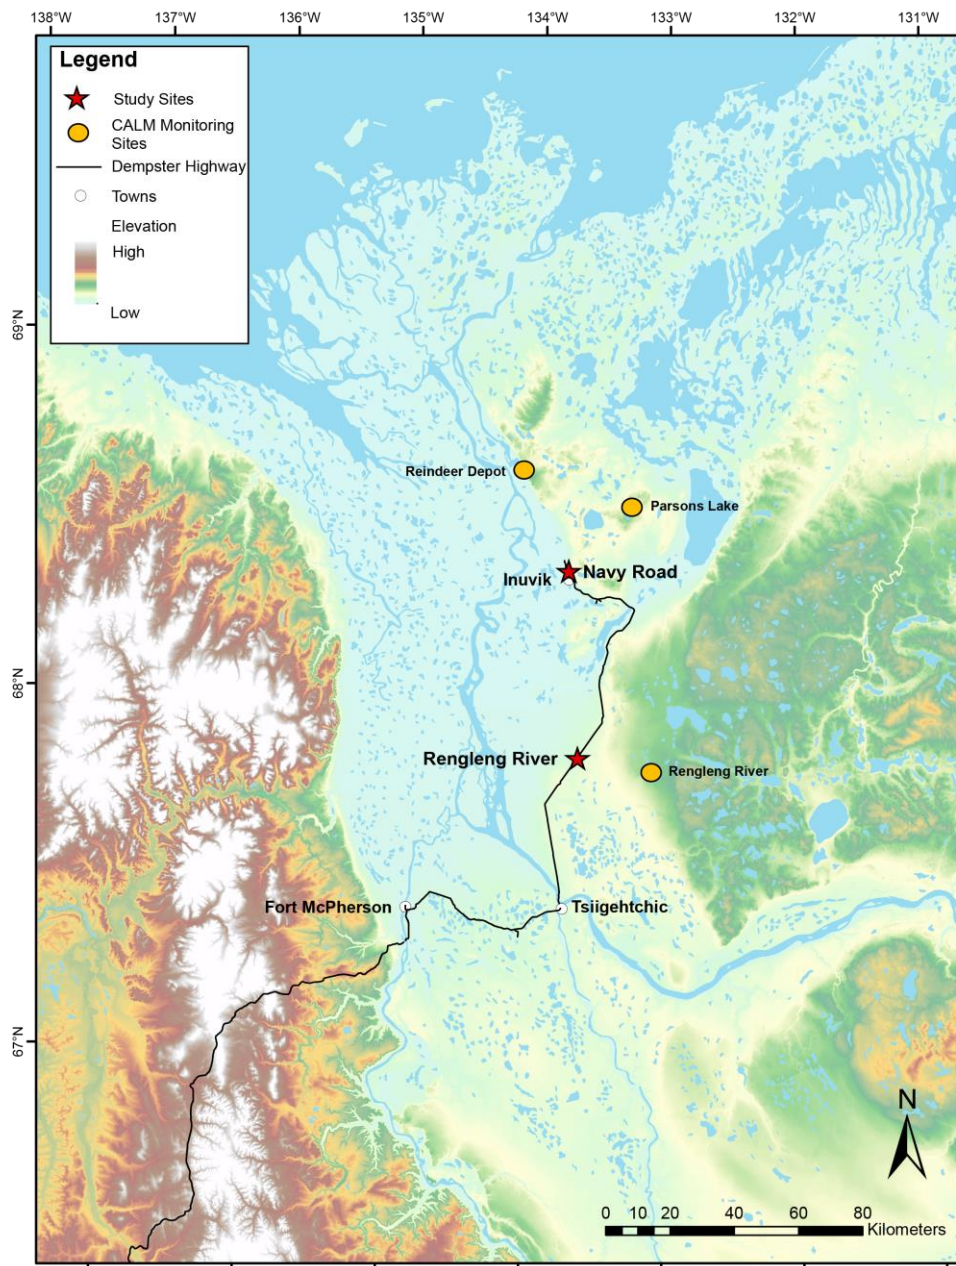 138°W 137°W 136°W 135°W 134°W 133°W 132°W 131°W
Legend
Study Sites
CALM Monitoring
Sites
Dempster Highway
Towns
Elevation
High
Low
69°N
Reindeer Depot
Parsons Lake
Navy Road
Inuvik
68°N
Rengleng River
Rengleng River
Fort McPherson
Tsiigehtchic
67°N
N
0 10 20 40 60 80
Kilometers